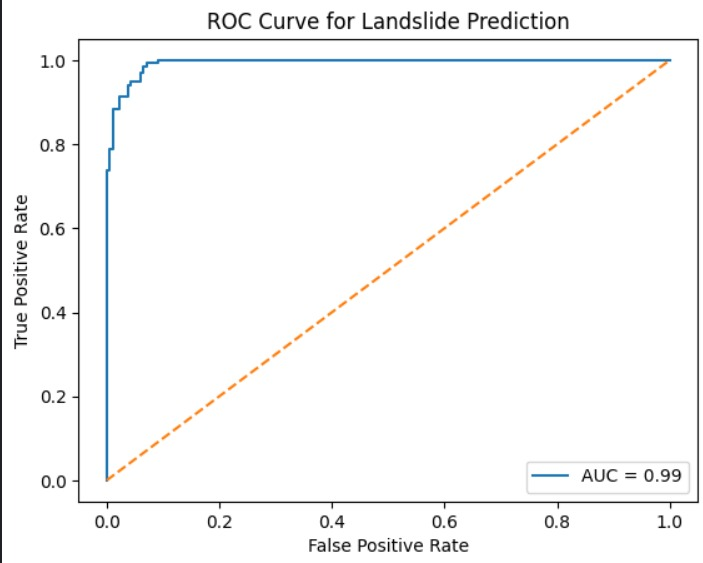 ROC Curve for Landslide Prediction
1.0
0.8
0.6
0.4
0.2
0.0
True Positive Rate
AUC = 0.99
0.0 0.2 0.4 0.6 0.8 1.0
False Positive Rate